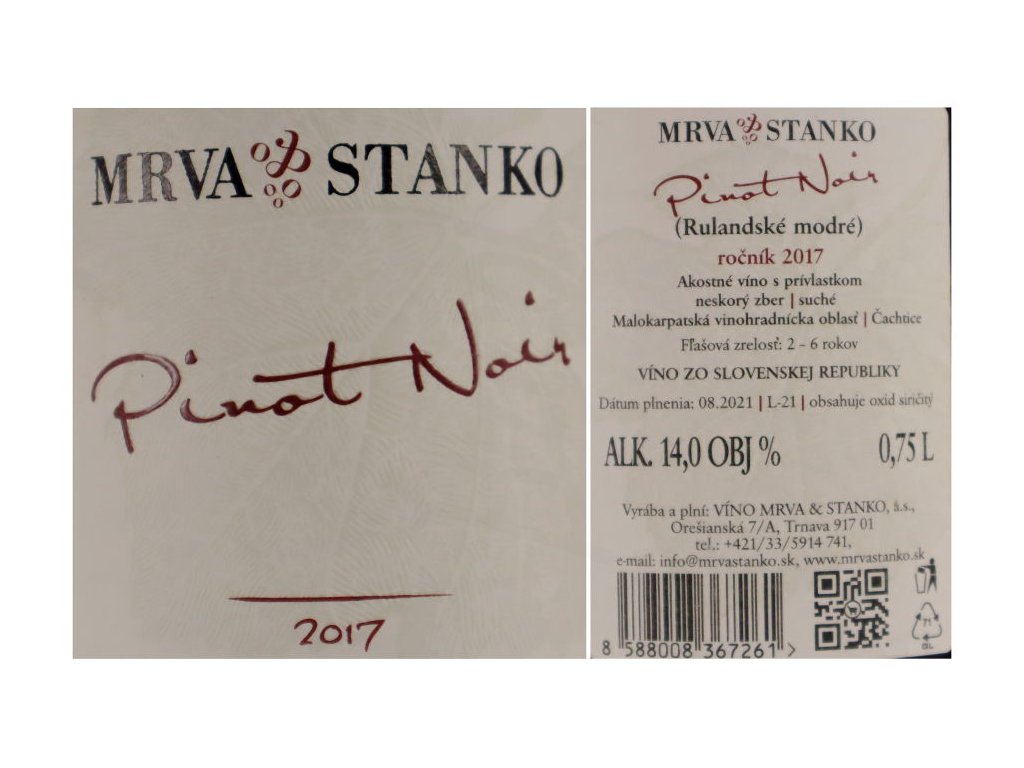 MRVA & STANKO
Pinot Noir
2017
MRVA & STANKO
Pinot Noir
(Rulandské modré)
ročník 2017
Akostné víno s prívlastkom
neskorý zber | suché
Malokarpatská vinohradnícka oblasť | Čachtice
Fľašová zrelosť: 2 - 6 rokov
VÍNO ZO SLOVENSKEJ REPUBLIKY
Dátum plnenia: 08.2021 | L-21 | obsahuje oxid siričitý
ALK. 14,0 OBJ % 0,75 L
Vyrába a plní: VÍNO MRVA & STANKO, a.s.,
Orešianská 7/A, Trnava 917 01
tel.: +421/33/5914 741,
e-mail: info@mrvastanko.sk, www.mrvastanko.sk
8 588008 367261 >
71
GL